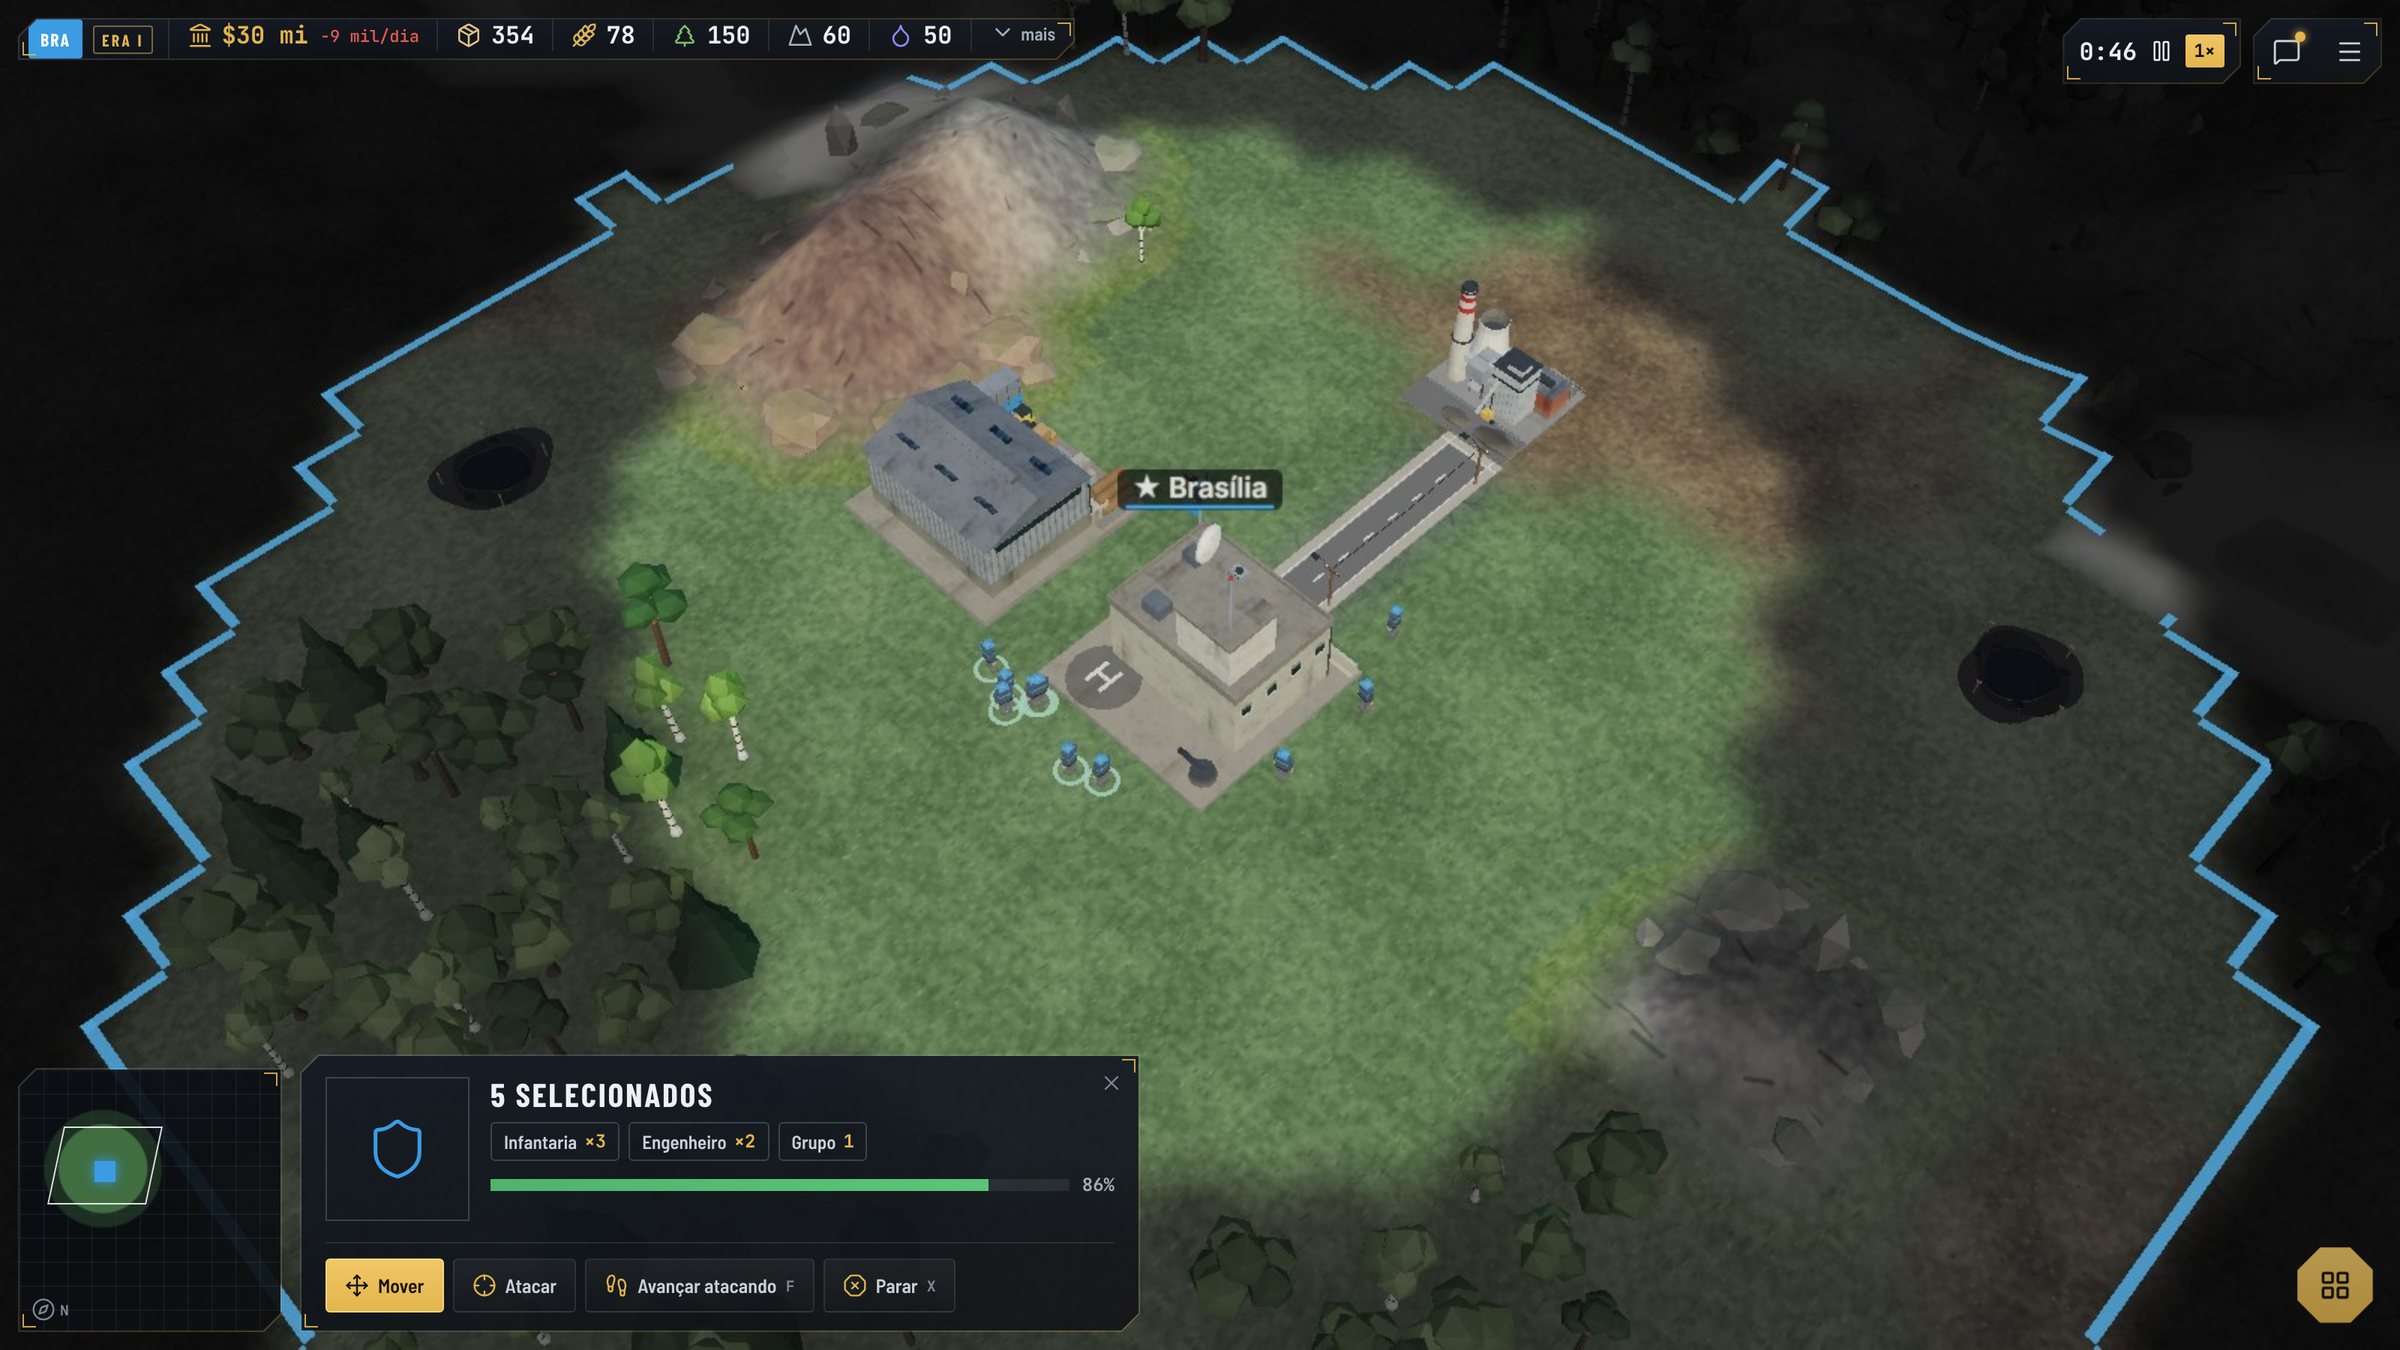 BRA ERA I $30 mi -9 mil/dia 354 78 150 60 50 mais
0:46 1×
★ Brasília
H
5 SELECIONADOS
Infantaria ×3 Engenheiro ×2 Grupo 1
86%
Mover Atacar Avançar atacando F Parar X
N